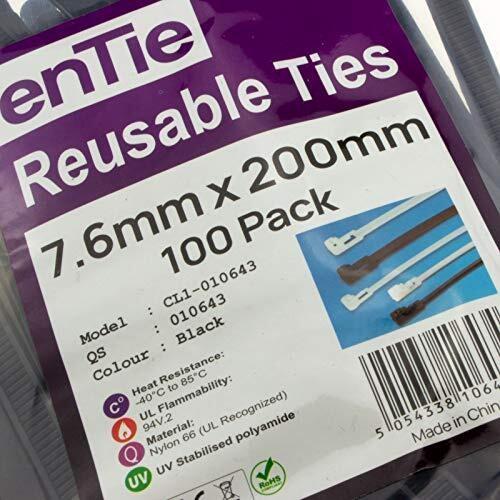 enTie
Reusable Ties
7.6mm x 200mm
100 Pack
Model : CL1-010643
QS : 010643
Colour : Black
C°
Heat Resistance:
-40°C to 85°C
UL Flammability:
94V.2
Q
Material:
Nylon 66 (UL Recognized)
UV
UV Stabilised polyamide
RoHS
5 054338 1064
Made in China